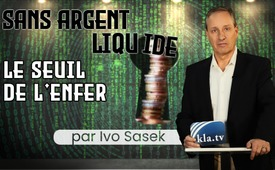 SANS ARGENT
LIQUIDE
LE SEUIL
DE L'ENFER
par Ivo Sasek
kla.tv